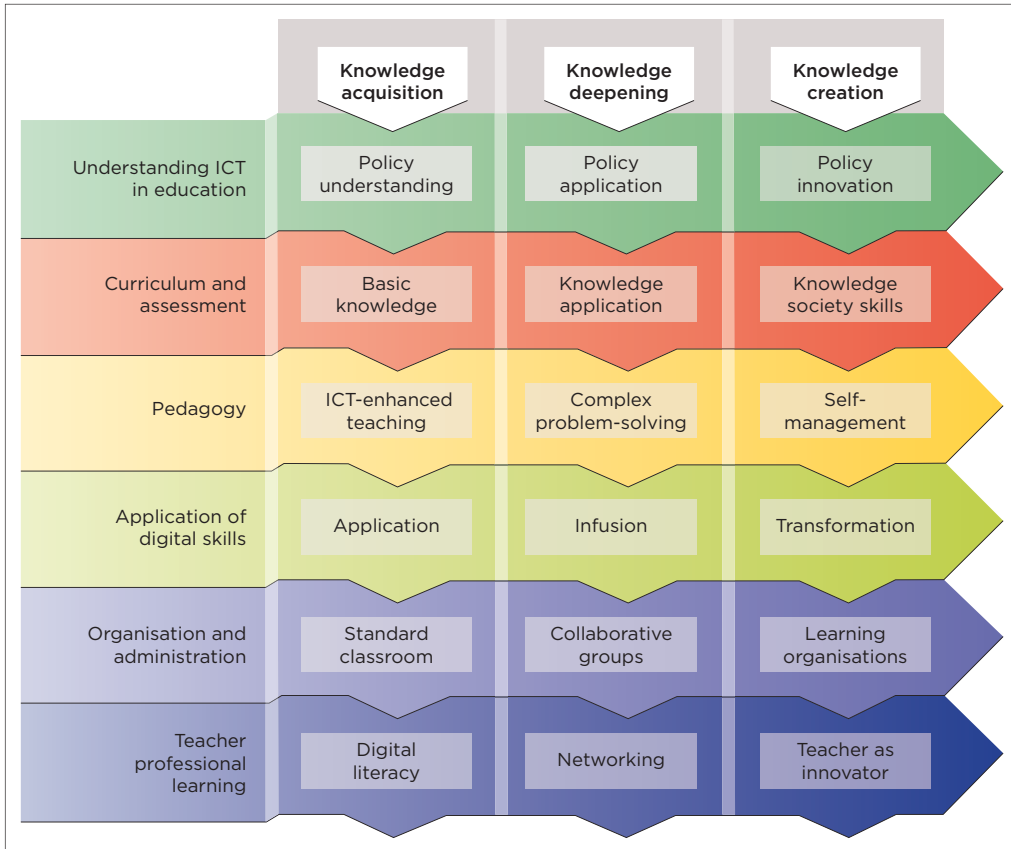 Knowledge
acquisition
Knowledge
deepening
Knowledge
creation
Understanding ICT
in education
Policy
understanding
Policy
application
Policy
innovation
Curriculum and
assessment
Basic
knowledge
Knowledge
application
Knowledge
society skills
Pedagogy
ICT-enhanced
teaching
Complex
problem-solving
Self-
management
Application of
digital skills
Application
Infusion
Transformation
Organisation and
administration
Standard
classroom
Collaborative
groups
Learning
organisations
Teacher
professional
learning
Digital
literacy
Networking
Teacher as
innovator